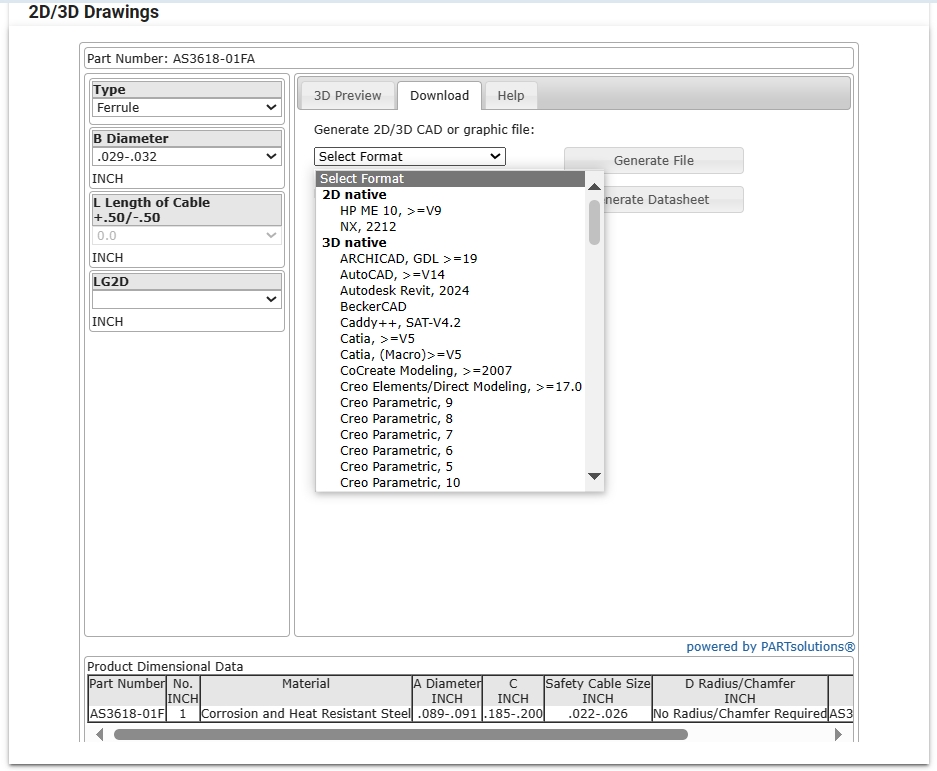 2D/3D Drawings
Part Number: AS3618-01FA
Type
Ferrule
B Diameter
.029-.032
INCH
L Length of Cable
+.50/-.50
0.0
INCH
LG2D
INCH
3D Preview
Download
Help
Generate 2D/3D CAD or graphic file:
Select Format
Generate File
nerate Datasheet
Select Format
2D native
HP ME 10, >=V9
NX, 2212
3D native
ARCHICAD, GDL >=19
AutoCAD, >=V14
Autodesk Revit, 2024
BeckerCAD
Caddy++, SAT-V4.2
Catia, >=V5
Catia, (Macro)>=V5
CoCreate Modeling, >=2007
Creo Elements/Direct Modeling, >=17.0
Creo Parametric, 9
Creo Parametric, 8
Creo Parametric, 7
Creo Parametric, 6
Creo Parametric, 5
Creo Parametric, 10
powered by PARTsolutions®
Product Dimensional Data
Part Number No. INCH Material A Diameter INCH C INCH Safety Cable Size INCH D Radius/Chamfer INCH
AS3618-01F 1 Corrosion and Heat Resistant Steel .089-.091 .185-.200 .022-.026 No Radius/Chamfer Required AS3